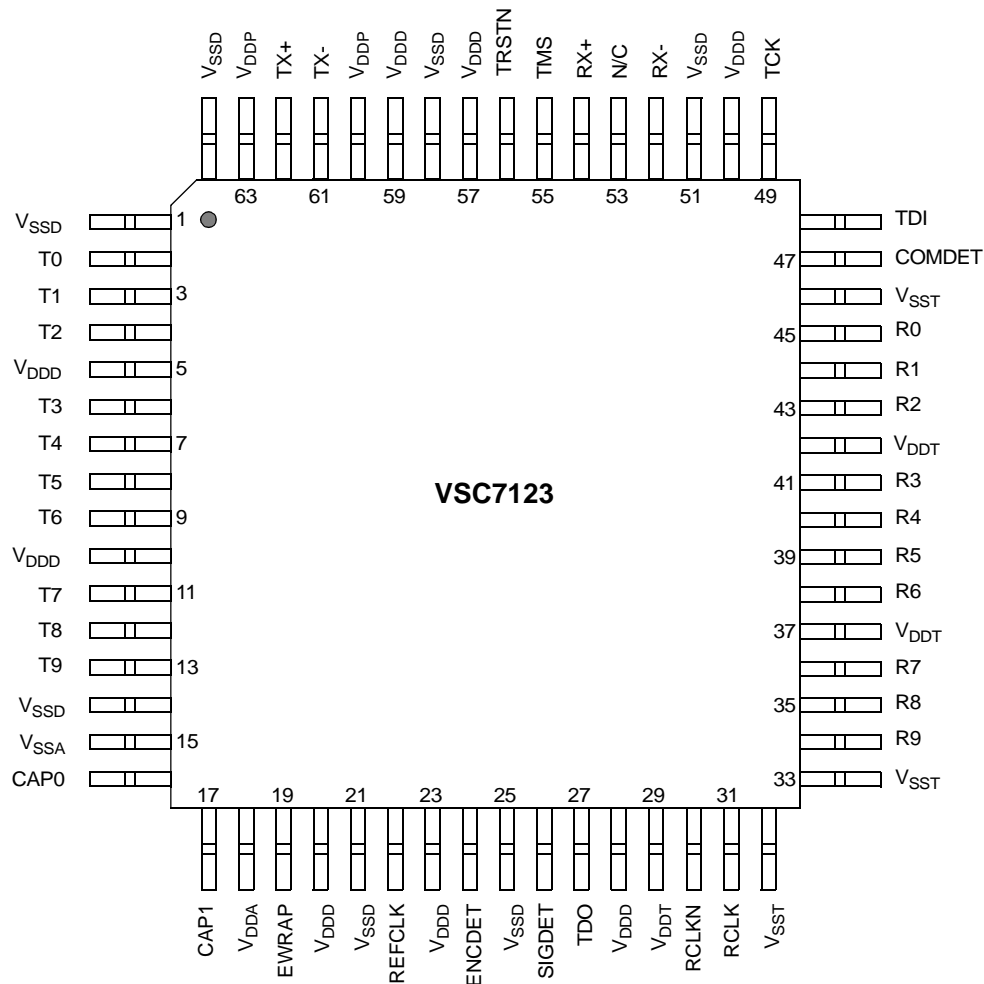 VSSD VDDP TX+ TX- VDDP VDDD VSSD VDDD TRSTN TMS RX+ N/C RX- VSSD VDDD TCK
63 61 59 57 55 53 51 49
VSSD 1 TDI
T0 47 COMDET
T1 3 VSST
T2 45 R0
VDDD 5 R1
T3 43 R2
T4 7 VDDT
T5 41 R3
VSC7123
T6 9 R4
VDDD 39 R5
T7 11 R6
T8 37 VDDT
T9 13 R7
VSSD 35 R8
VSSA 15 R9
CAP0 33 VSST
17 19 21 23 25 27 29 31
CAP1 VDDA EWRAP VDDD VSSD REFCLK VDDD ENCDET VSSD SIGDET TDO VDDD VDDT RCLKN RCLK VSST